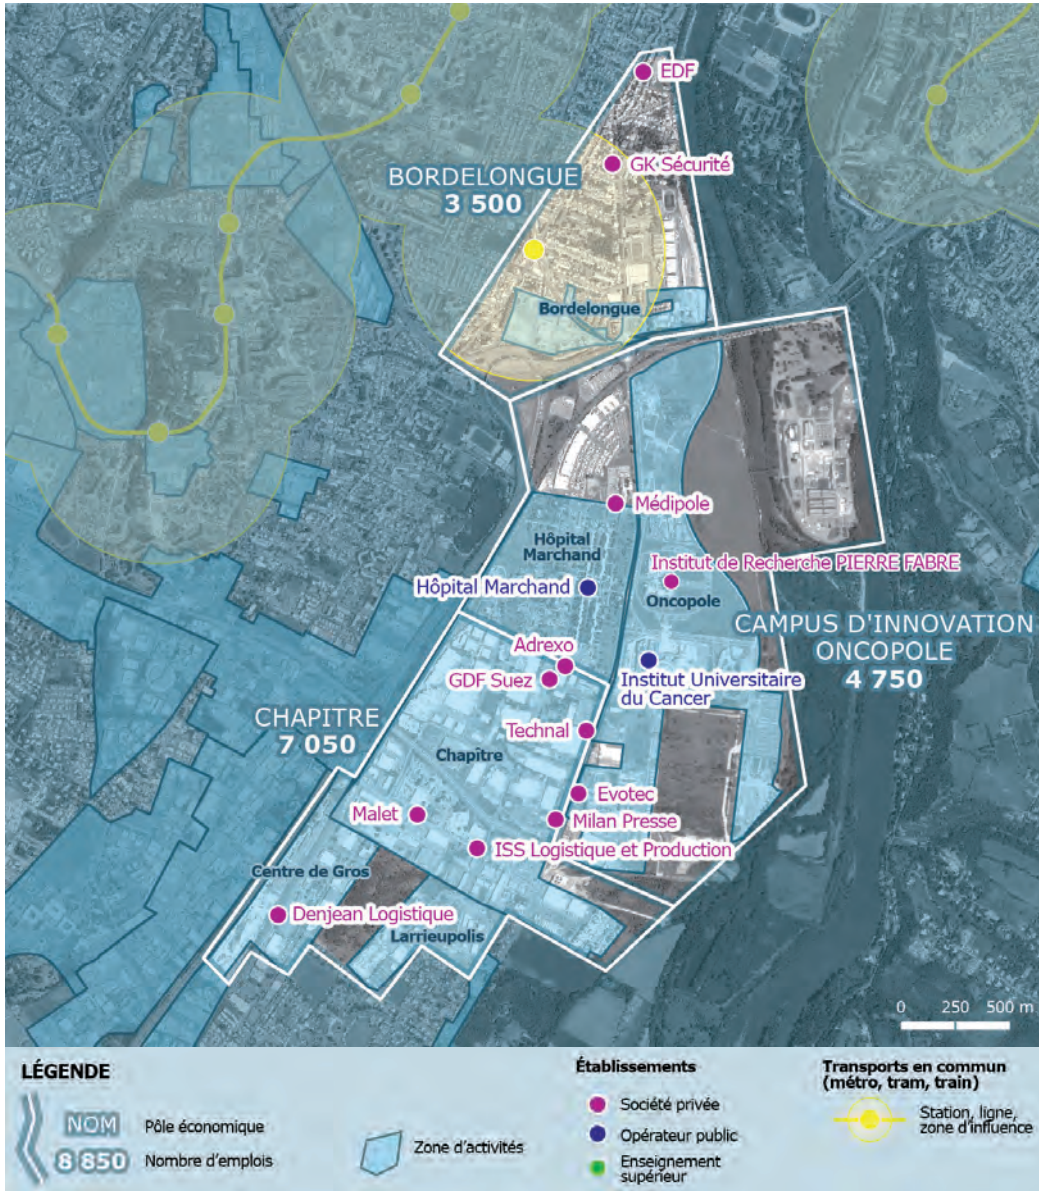 EDF
GK Sécurité
BORDELONGUE
3 500
Bordelongue
Médipole
Hôpital
Marchand
Institut de Recherche PIERRE FABRE
Hôpital Marchand
Oncopole
CAMPUS D'INNOVATION
ONCOPOLE
4 750
Adrexo
GDF Suez
Institut Universitaire
du Cancer
CHAPITRE
7 050
Technal
Chapître
Evotec
Malet
Milan Presse
ISS Logistique et Production
Centre de Gros
Denjean Logistique
Larrieupolis
0 250 500 m
LÉGENDE
NOM Pôle économique
8 850 Nombre d'emplois
Zone d'activités
Établissements
Société privée
Opérateur public
Enseignement
supérieur
Transports en commun
(métro, tram, train)
Station, ligne,
zone d'influence